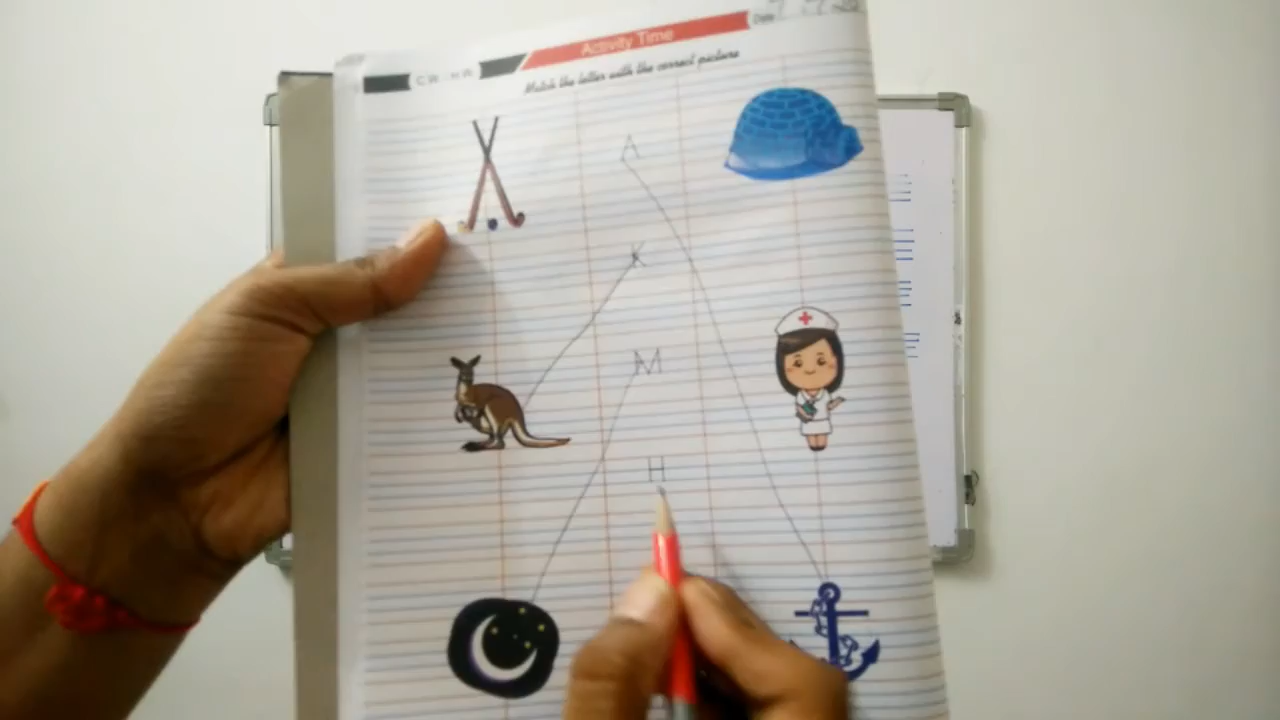 C.W. H.W.
Activity Time
Date
Match the letter with the correct picture
A
K
M
H